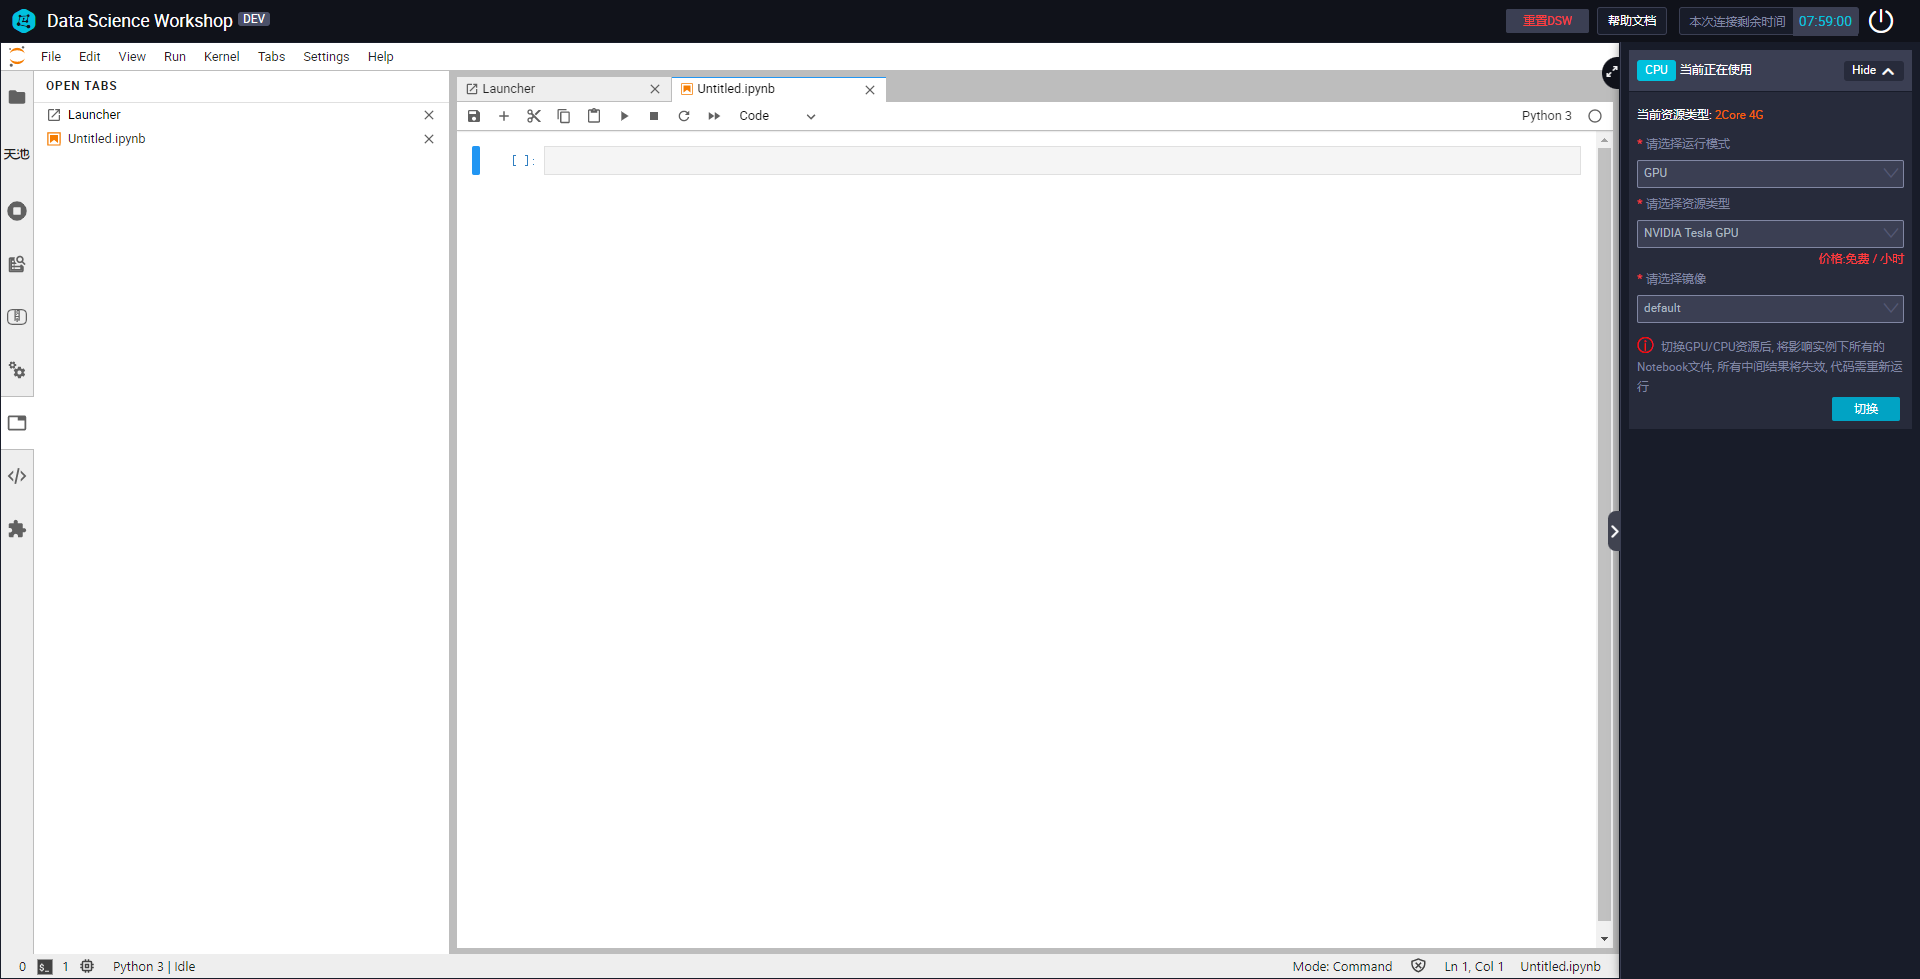 Data Science Workshop DEV
重置DSW
帮助文档
本次连接剩余时间 07:59:00
File Edit View Run Kernel Tabs Settings Help
OPEN TABS
Launcher
Untitled.ipynb
天池
Launcher
Untitled.ipynb
Code
Python 3
[ ]:
CPU 当前正在使用
Hide
当前资源类型: 2Core 4G
* 请选择运行模式
GPU
* 请选择资源类型
NVIDIA Tesla GPU
价格:免费 / 小时
* 请选择镜像
default
切换GPU/CPU资源后, 将影响实例下所有的
Notebook文件, 所有中间结果将失效, 代码需重新运
行
切换
0 $_ 1 Python 3 | Idle
Mode: Command Ln 1, Col 1 Untitled.ipynb